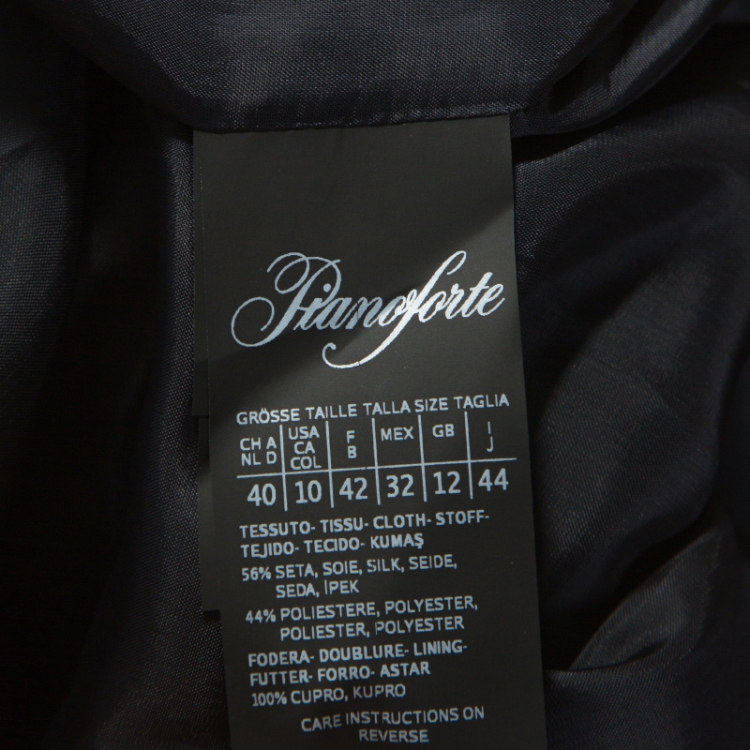 Pianoforte
GRÖSSE TAILLE TALLA SIZE TAGLIA
CH A NL D | USA CA COL | F B | MEX | GB | I J
40 | 10 | 42 | 32 | 12 | 44
TESSUTO- TISSU- CLOTH- STOFF-
TEJIDO- TECIDO- KUMAŞ
56% SETA, SOIE, SILK, SEIDE,
SEDA, İPEK
44% POLIESTERE, POLYESTER,
POLIESTER, POLYESTER
FODERA- DOUBLURE- LINING-
FUTTER- FORRO- ASTAR
100% CUPRO, KUPRO
CARE INSTRUCTIONS ON
REVERSE